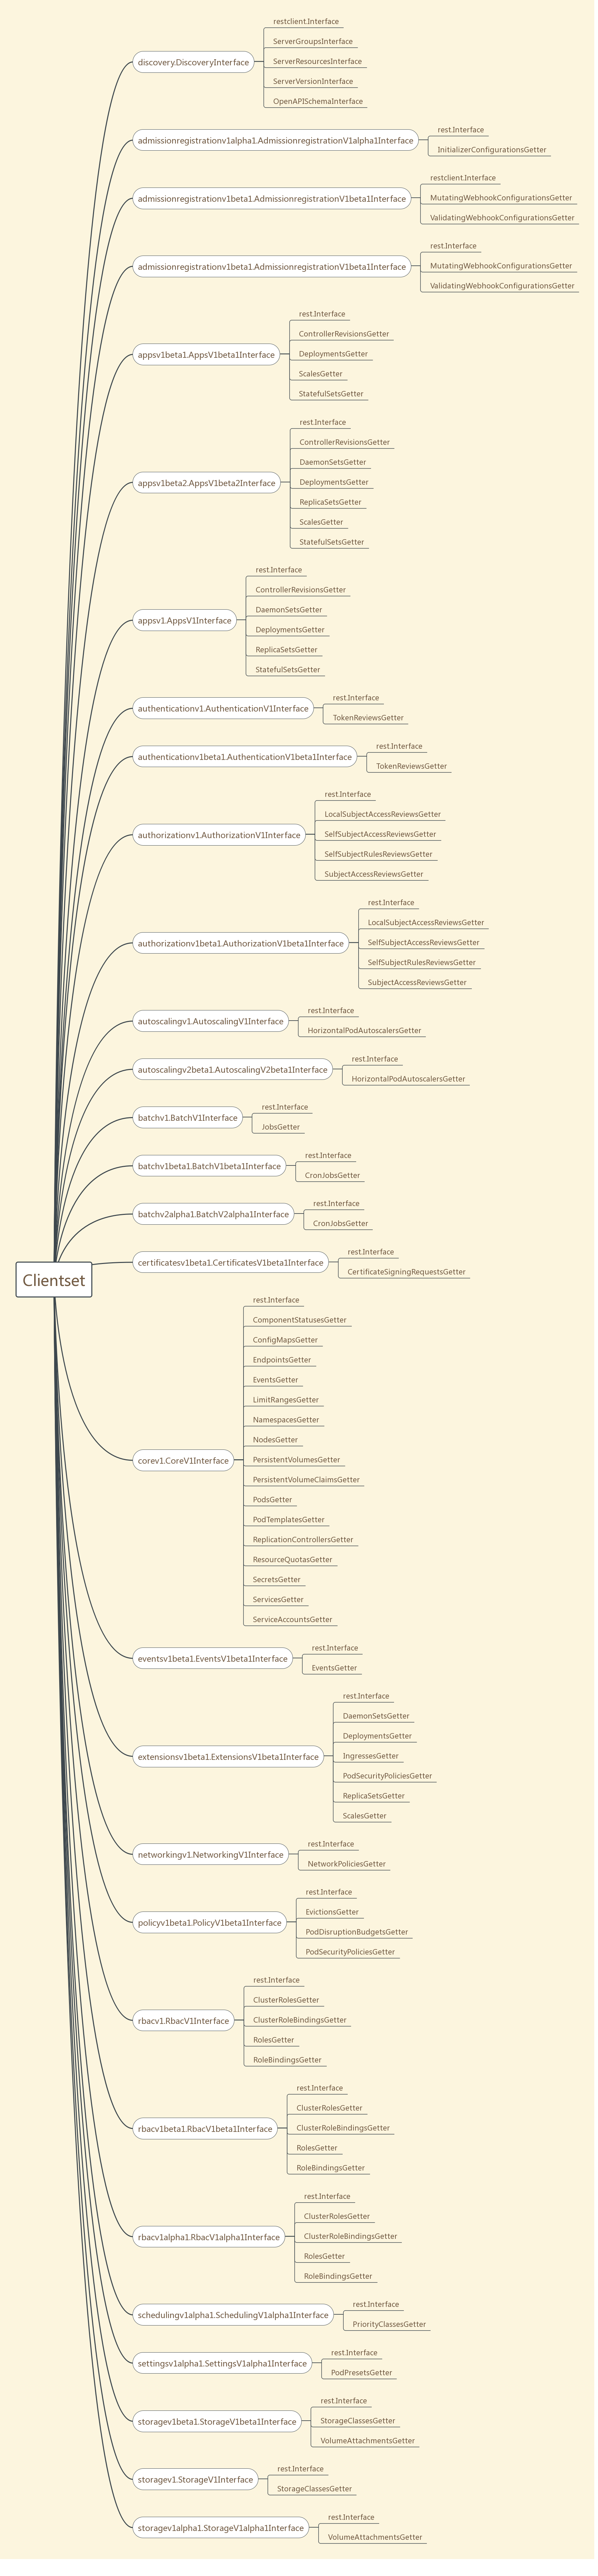 Clientset
discovery.DiscoveryInterface
restclient.Interface
ServerGroupsInterface
ServerResourcesInterface
ServerVersionInterface
OpenAPISchemaInterface
admissionregistrationv1alpha1.AdmissionregistrationV1alpha1Interface
rest.Interface
InitializerConfigurationsGetter
admissionregistrationv1beta1.AdmissionregistrationV1beta1Interface
restclient.Interface
MutatingWebhookConfigurationsGetter
ValidatingWebhookConfigurationsGetter
admissionregistrationv1beta1.AdmissionregistrationV1beta1Interface
rest.Interface
MutatingWebhookConfigurationsGetter
ValidatingWebhookConfigurationsGetter
appsv1beta1.AppsV1beta1Interface
rest.Interface
ControllerRevisionsGetter
DeploymentsGetter
ScalesGetter
StatefulSetsGetter
appsv1beta2.AppsV1beta2Interface
rest.Interface
ControllerRevisionsGetter
DaemonSetsGetter
DeploymentsGetter
ReplicaSetsGetter
ScalesGetter
StatefulSetsGetter
appsv1.AppsV1Interface
rest.Interface
ControllerRevisionsGetter
DaemonSetsGetter
DeploymentsGetter
ReplicaSetsGetter
StatefulSetsGetter
authenticationv1.AuthenticationV1Interface
rest.Interface
TokenReviewsGetter
authenticationv1beta1.AuthenticationV1beta1Interface
rest.Interface
TokenReviewsGetter
authorizationv1.AuthorizationV1Interface
rest.Interface
LocalSubjectAccessReviewsGetter
SelfSubjectAccessReviewsGetter
SelfSubjectRulesReviewsGetter
SubjectAccessReviewsGetter
authorizationv1beta1.AuthorizationV1beta1Interface
rest.Interface
LocalSubjectAccessReviewsGetter
SelfSubjectAccessReviewsGetter
SelfSubjectRulesReviewsGetter
SubjectAccessReviewsGetter
autoscalingv1.AutoscalingV1Interface
rest.Interface
HorizontalPodAutoscalersGetter
autoscalingv2beta1.AutoscalingV2beta1Interface
rest.Interface
HorizontalPodAutoscalersGetter
batchv1.BatchV1Interface
rest.Interface
JobsGetter
batchv1beta1.BatchV1beta1Interface
rest.Interface
CronJobsGetter
batchv2alpha1.BatchV2alpha1Interface
rest.Interface
CronJobsGetter
certificatesv1beta1.CertificatesV1beta1Interface
rest.Interface
CertificateSigningRequestsGetter
corev1.CoreV1Interface
rest.Interface
ComponentStatusesGetter
ConfigMapsGetter
EndpointsGetter
EventsGetter
LimitRangesGetter
NamespacesGetter
NodesGetter
PersistentVolumesGetter
PersistentVolumeClaimsGetter
PodsGetter
PodTemplatesGetter
ReplicationControllersGetter
ResourceQuotasGetter
SecretsGetter
ServicesGetter
ServiceAccountsGetter
eventsv1beta1.EventsV1beta1Interface
rest.Interface
EventsGetter
extensionsv1beta1.ExtensionsV1beta1Interface
rest.Interface
DaemonSetsGetter
DeploymentsGetter
IngressesGetter
PodSecurityPoliciesGetter
ReplicaSetsGetter
ScalesGetter
networkingv1.NetworkingV1Interface
rest.Interface
NetworkPoliciesGetter
policyv1beta1.PolicyV1beta1Interface
rest.Interface
EvictionsGetter
PodDisruptionBudgetsGetter
PodSecurityPoliciesGetter
rbacv1.RbacV1Interface
rest.Interface
ClusterRolesGetter
ClusterRoleBindingsGetter
RolesGetter
RoleBindingsGetter
rbacv1beta1.RbacV1beta1Interface
rest.Interface
ClusterRolesGetter
ClusterRoleBindingsGetter
RolesGetter
RoleBindingsGetter
rbacv1alpha1.RbacV1alpha1Interface
rest.Interface
ClusterRolesGetter
ClusterRoleBindingsGetter
RolesGetter
RoleBindingsGetter
schedulingv1alpha1.SchedulingV1alpha1Interface
rest.Interface
PriorityClassesGetter
settingsv1alpha1.SettingsV1alpha1Interface
rest.Interface
PodPresetsGetter
storagev1beta1.StorageV1beta1Interface
rest.Interface
StorageClassesGetter
VolumeAttachmentsGetter
storagev1.StorageV1Interface
rest.Interface
StorageClassesGetter
storagev1alpha1.StorageV1alpha1Interface
rest.Interface
VolumeAttachmentsGetter